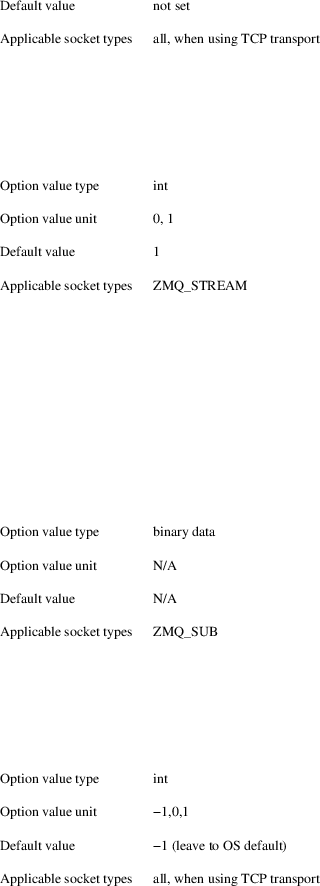 Default value not set
Applicable socket types all, when using TCP transport
Option value type int
Option value unit 0, 1
Default value 1
Applicable socket types ZMQ_STREAM
Option value type binary data
Option value unit N/A
Default value N/A
Applicable socket types ZMQ_SUB
Option value type int
Option value unit −1,0,1
Default value −1 (leave to OS default)
Applicable socket types all, when using TCP transport